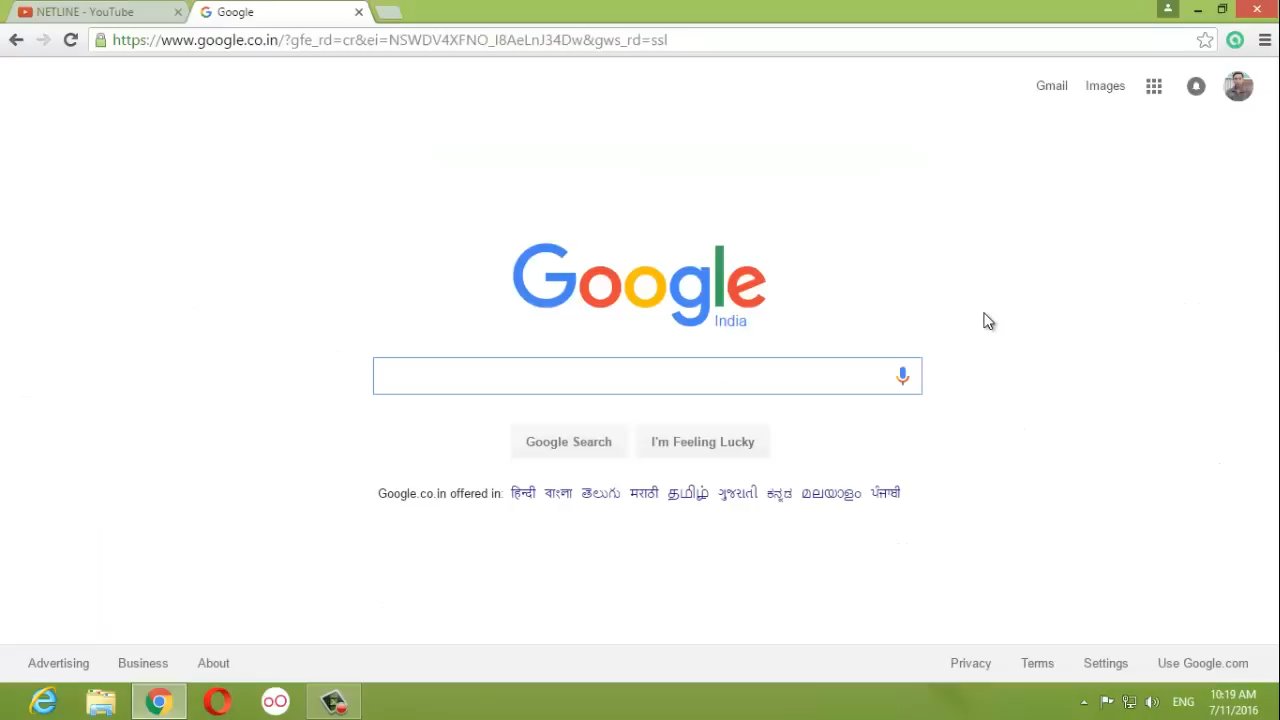 NETLINE - YouTube
Google
https://www.google.co.in/?gfe_rd=cr&ei=NSWDV4XFNO_I8AeLnJ34Dw&gws_rd=ssl
Gmail Images
Google
India
Google Search I'm Feeling Lucky
Google.co.in offered in: हिन्दी বাংলা తెలుగు मराठी தமிழ் ગુજરાતી ಕನ್ನಡ മലയാളം ਪੰਜਾਬੀ
Advertising Business About Privacy Terms Settings Use Google.com
ENG 10:19 AM
7/11/2016